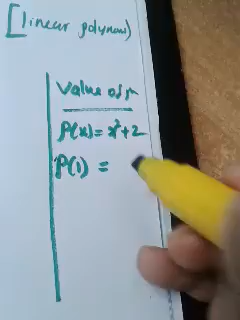 [linear polynom)
Value of
P(x)=x²+2
P(1) =